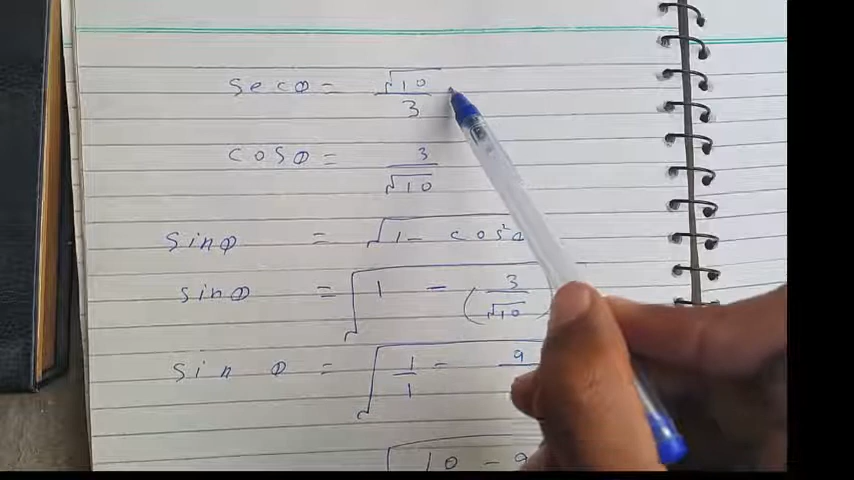 secθ = √10/3
cosθ = 3/√10
sinθ = √1 - cos²θ
sinθ = √1 - (3/√10
sin θ = √1/1 - 9
√10 - 9